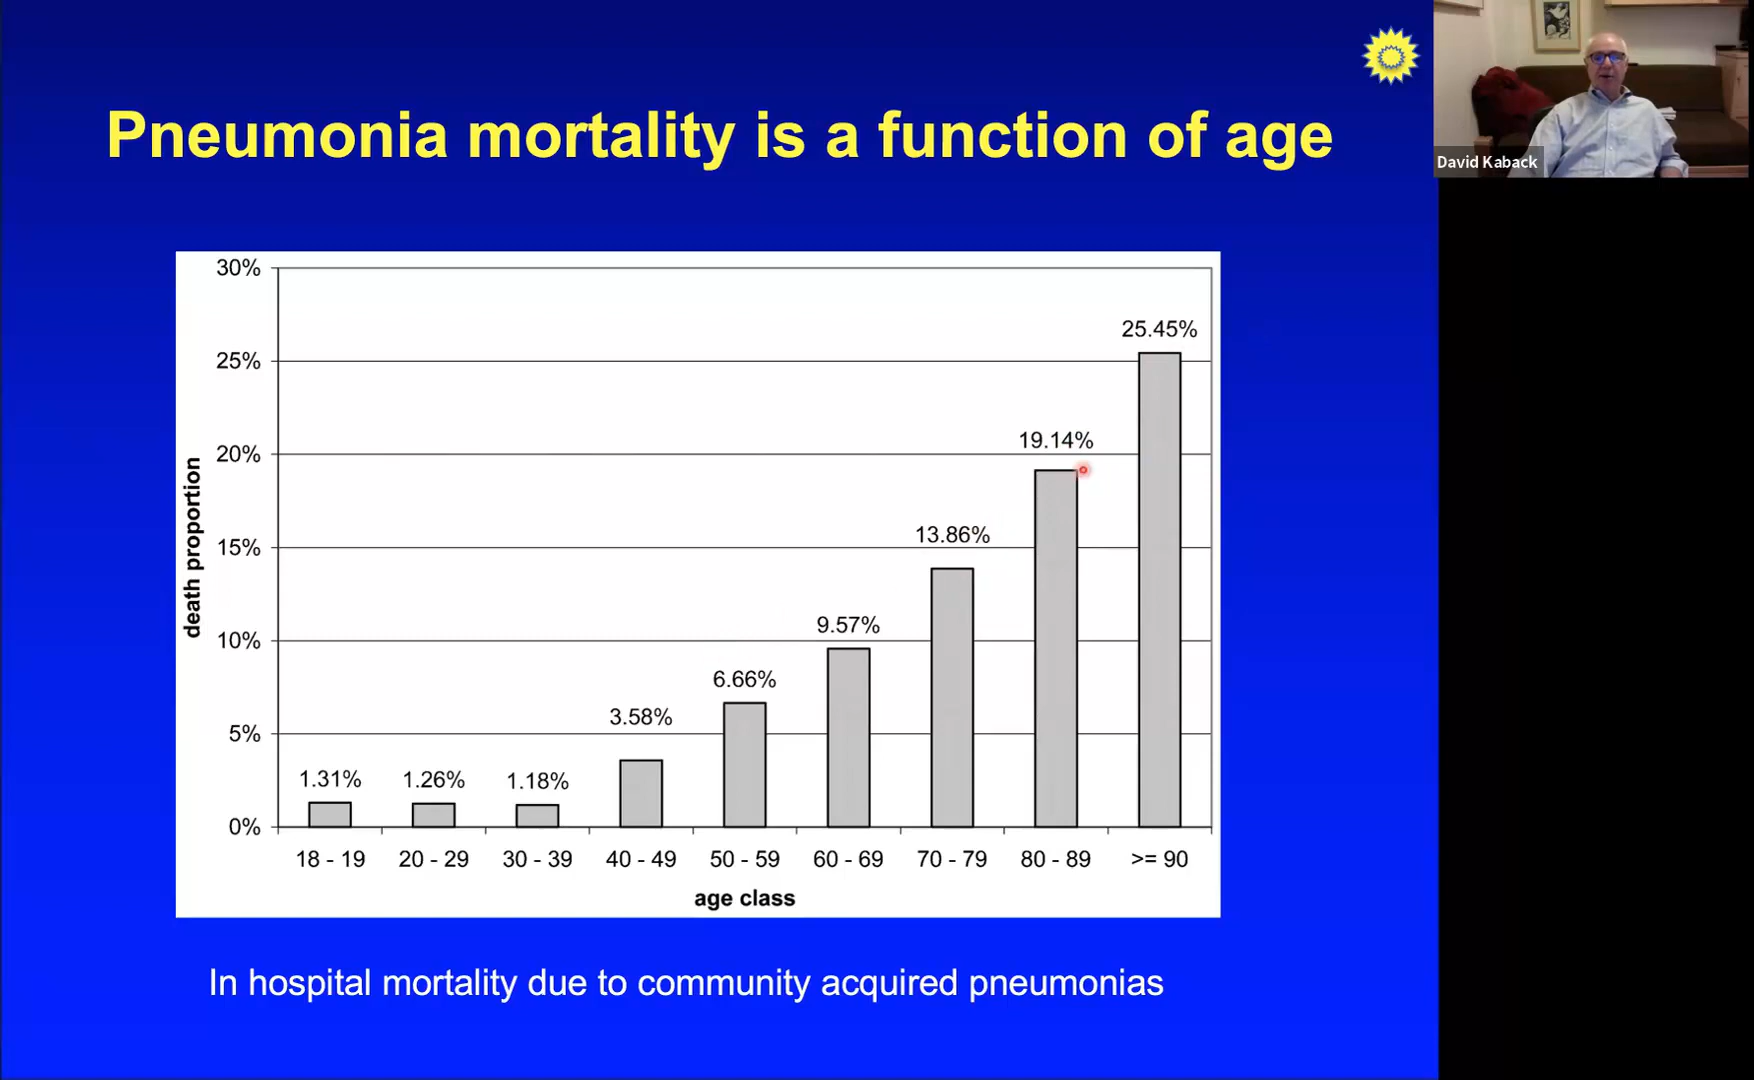 Pneumonia mortality is a function of age
David Kaback
30%
25%
20%
15%
10%
5%
0%
death proportion
1.31%
1.26%
1.18%
3.58%
6.66%
9.57%
13.86%
19.14%
25.45%
18 - 19
20 - 29
30 - 39
40 - 49
50 - 59
60 - 69
70 - 79
80 - 89
>= 90
age class
In hospital mortality due to community acquired pneumonias